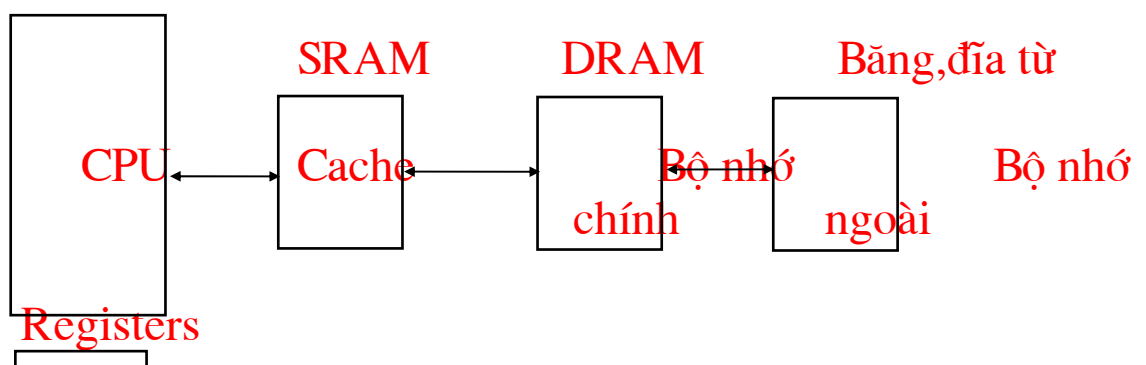 SRAM DRAM Băng,đĩa từ
CPU Cache Bộ nhớ Bộ nhớ
chính ngoài
Registers